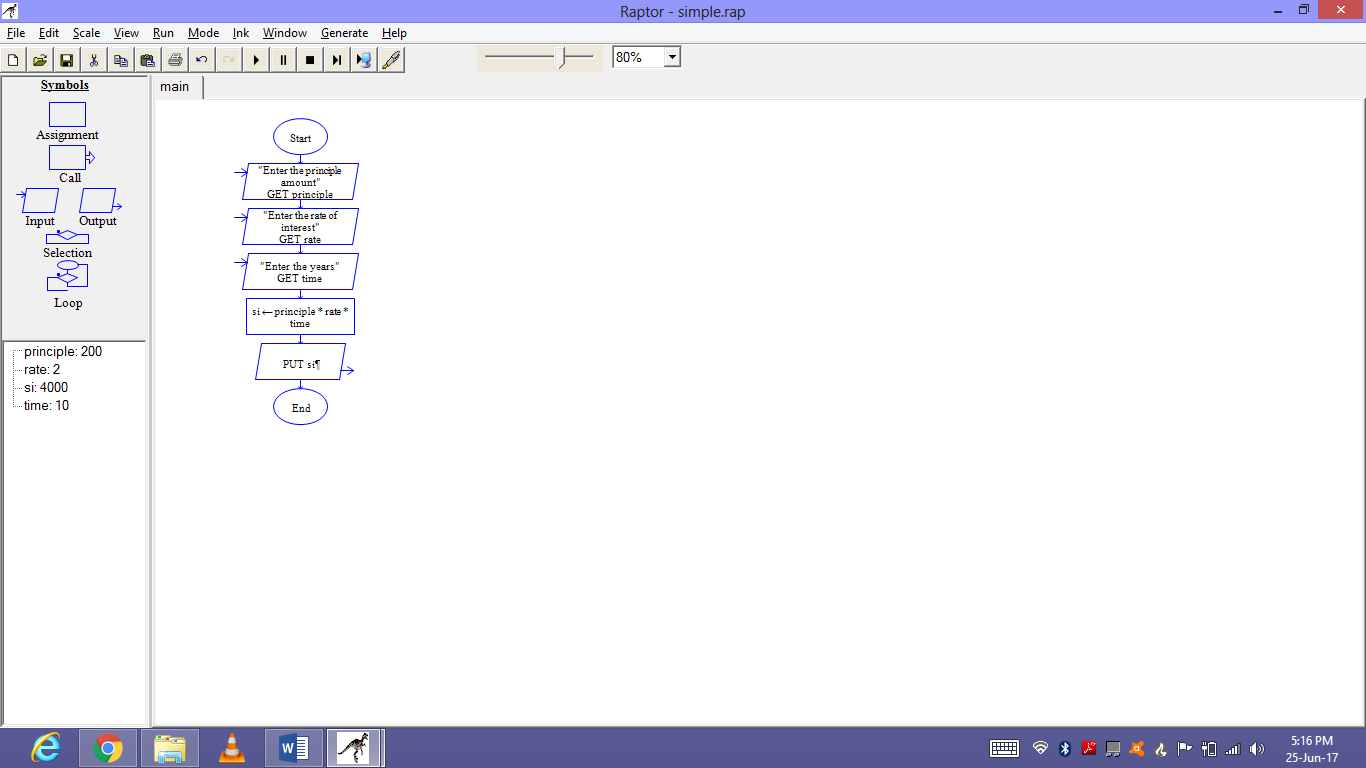 Raptor - simple.rap
File Edit Scale View Run Mode Ink Window Generate Help
80%
Symbols
Assignment
Call
Input Output
Selection
Loop
principle: 200
rate: 2
si: 4000
time: 10
main
Start
"Enter the principle
amount"
GET principle
"Enter the rate of
interest"
GET rate
"Enter the years"
GET time
si ← principle * rate *
time
PUT si¶
End
5:16 PM
25-Jun-17